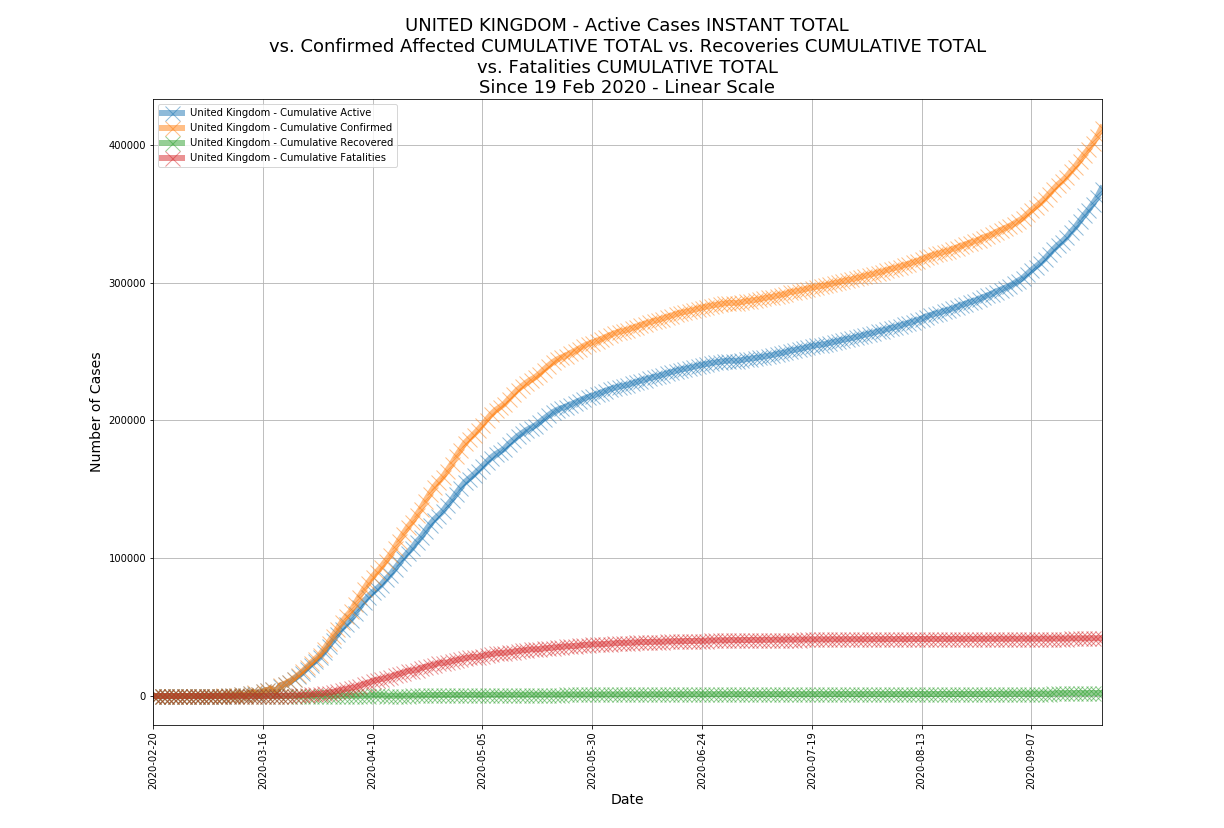 UNITED KINGDOM - Active Cases INSTANT TOTAL
vs. Confirmed Affected CUMULATIVE TOTAL vs. Recoveries CUMULATIVE TOTAL
vs. Fatalities CUMULATIVE TOTAL
Since 19 Feb 2020 - Linear Scale
United Kingdom - Cumulative Active
United Kingdom - Cumulative Confirmed
United Kingdom - Cumulative Recovered
United Kingdom - Cumulative Fatalities
Number of Cases
400000
300000
200000
100000
0
2020-02-20
2020-03-16
2020-04-10
2020-05-05
2020-05-30
2020-06-24
2020-07-19
2020-08-13
2020-09-07
Date